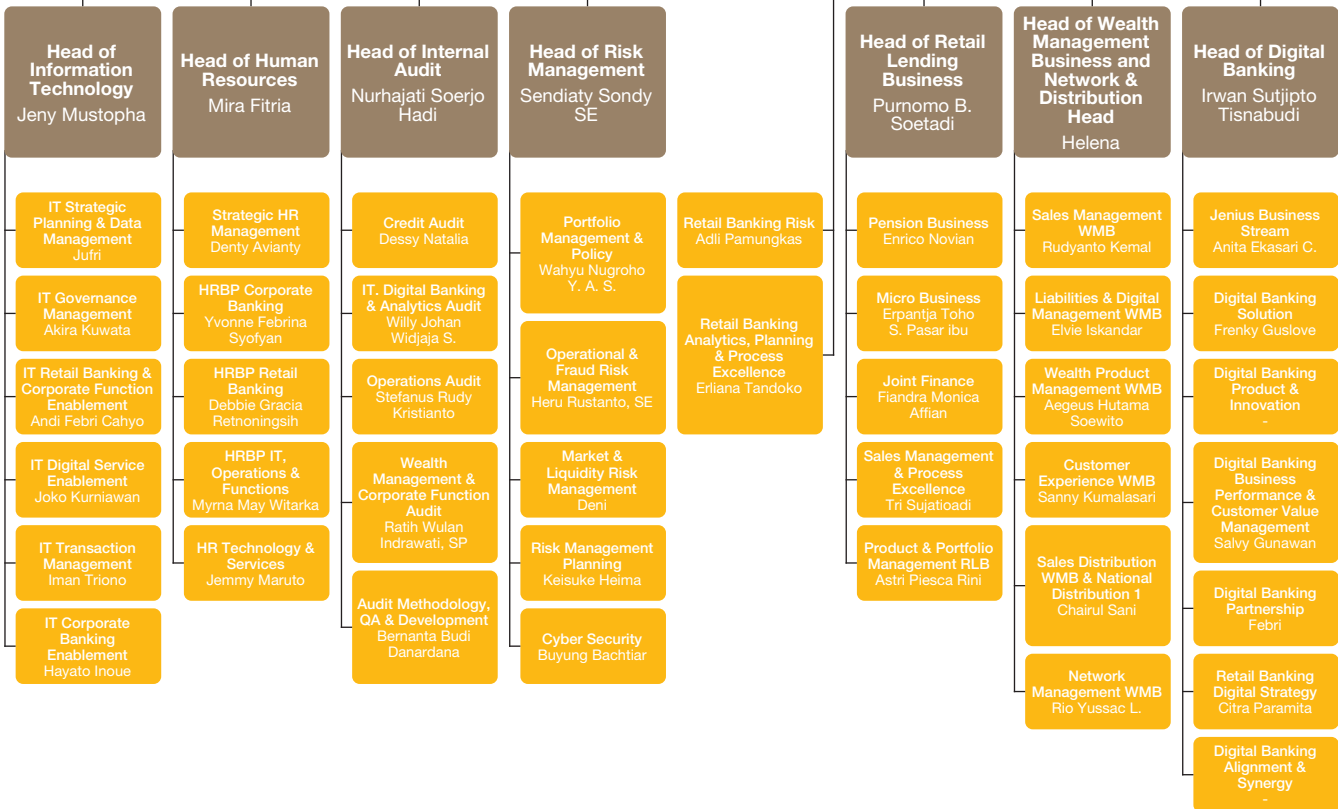 Head of
Information
Technology
Jeny Mustopha
IT Strategic
Planning & Data
Management
Jufri
IT Governance
Management
Akira Kuwata
IT Retail Banking &
Corporate Function
Enablement
Andi Febri Cahyo
IT Digital Service
Enablement
Joko Kurniawan
IT Transaction
Management
Iman Triono
IT Corporate
Banking
Enablement
Hayato Inoue
Head of Human
Resources
Mira Fitria
Strategic HR
Management
Denty Avianty
HRBP Corporate
Banking
Yvonne Febrina
Syofyan
HRBP Retail
Banking
Debbie Gracia
Retnoningsih
HRBP IT,
Operations &
Functions
Myrna May Witarka
HR Technology &
Services
Jemmy Maruto
Head of Internal
Audit
Nurhajati Soerjo
Hadi
Credit Audit
Dessy Natalia
IT. Digital Banking
& Analytics Audit
Willy Johan
Widjaja S.
Operations Audit
Stefanus Rudy
Kristianto
Wealth
Management &
Corporate Function
Audit
Ratih Wulan
Indrawati, SP
Audit Methodology,
QA & Development
Bernanta Budi
Danardana
Head of Risk
Management
Sendiaty Sondy
SE
Portfolio
Management &
Policy
Wahyu Nugroho
Y. A. S.
Operational &
Fraud Risk
Management
Heru Rustanto, SE
Market &
Liquidity Risk
Management
Deni
Risk Management
Planning
Keisuke Heima
Cyber Security
Buyung Bachtiar
Retail Banking Risk
Adli Pamungkas
Retail Banking
Analytics, Planning
& Process
Excellence
Erliana Tandoko
Head of Retail
Lending
Business
Purnomo B.
Soetadi
Pension Business
Enrico Novian
Micro Business
Erpantja Toho
S. Pasar ibu
Joint Finance
Fiandra Monica
Affian
Sales Management
& Process
Excellence
Tri Sujatioadi
Product & Portfolio
Management RLB
Astri Piesca Rini
Head of Wealth
Management
Business and
Network &
Distribution
Head
Helena
Sales Management
WMB
Rudyanto Kemal
Liabilities & Digital
Management WMB
Elvie Iskandar
Wealth Product
Management WMB
Aegeus Hutama
Soewito
Customer
Experience WMB
Sanny Kumalasari
Sales Distribution
WMB & National
Distribution 1
Chairul Sani
Network
Management WMB
Rio Yussac L.
Head of Digital
Banking
Irwan Sutjipto
Tisnabudi
Jenius Business
Stream
Anita Ekasari C.
Digital Banking
Solution
Frenky Guslove
Digital Banking
Product &
Innovation
-
Digital Banking
Business
Performance &
Customer Value
Management
Salvy Gunawan
Digital Banking
Partnership
Febri
Retail Banking
Digital Strategy
Citra Paramita
Digital Banking
Alignment &
Synergy
-